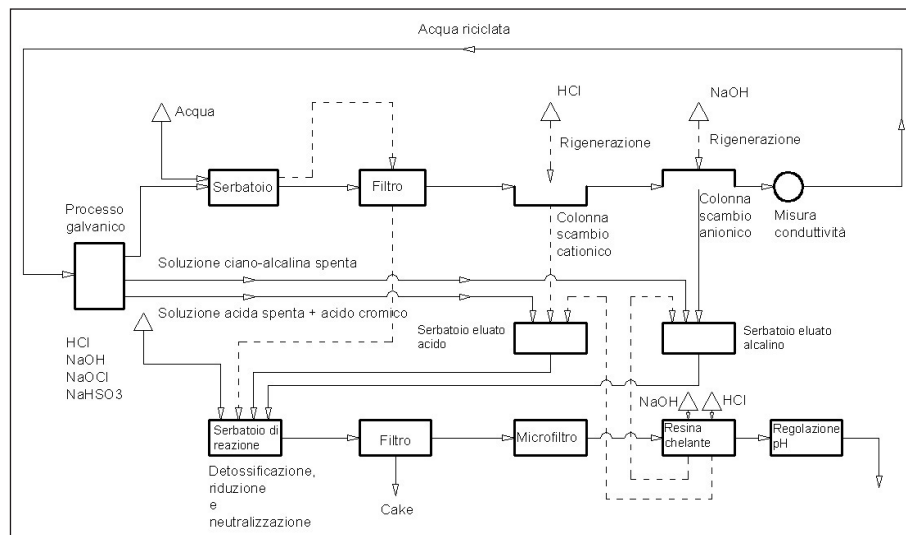 Acqua riciclata
HCl
NaOH
Acqua
Rigenerazione
Rigenerazione
Serbatoio
Filtro
Processo
galvanico
Colonna
scambio
cationico
Colonna
scambio
anionico
Misura
conduttività
Soluzione ciano-alcalina spenta
Soluzione acida spenta + acido cromico
Serbatoio eluato
acido
Serbatoio eluato
alcalino
HCl
NaOH
NaOCl
NaHSO3
NaOH
HCl
Serbatoio di
reazione
Filtro
Microfiltro
Resina
chelante
Regolazione
pH
Detossificazione,
riduzione
e
neutralizzazione
Cake